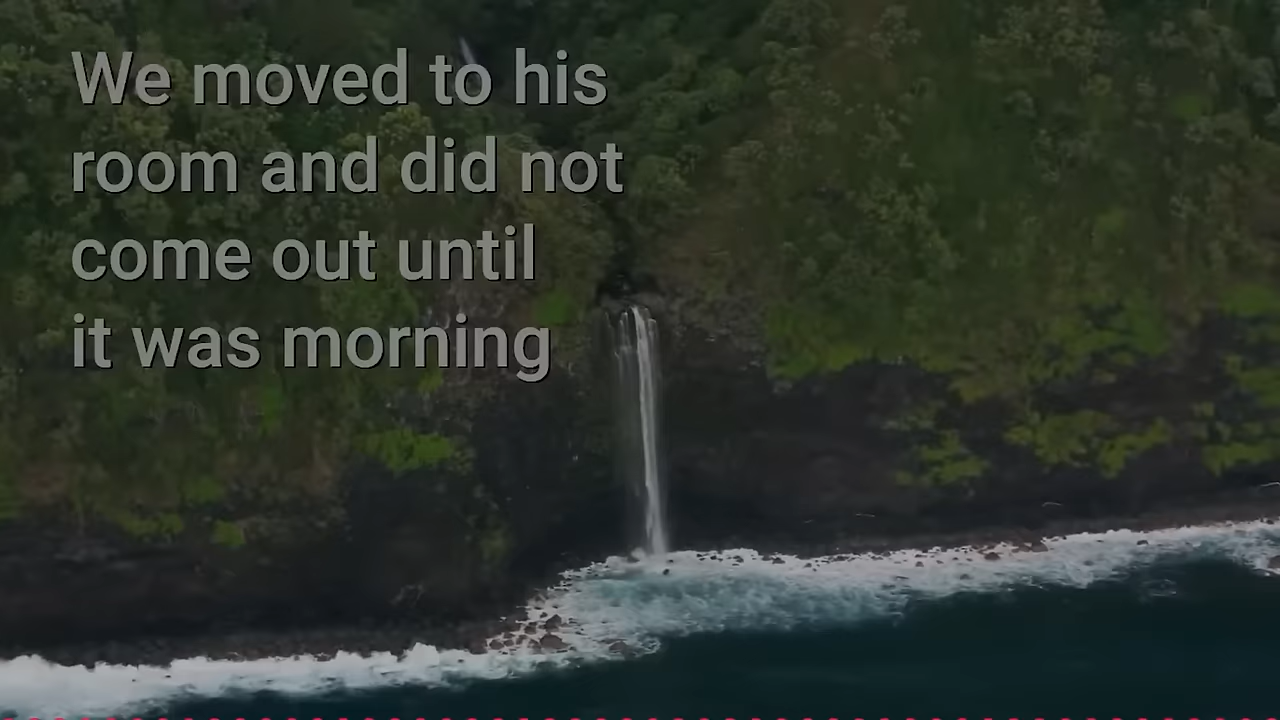 We moved to his
room and did not
come out until
it was morning